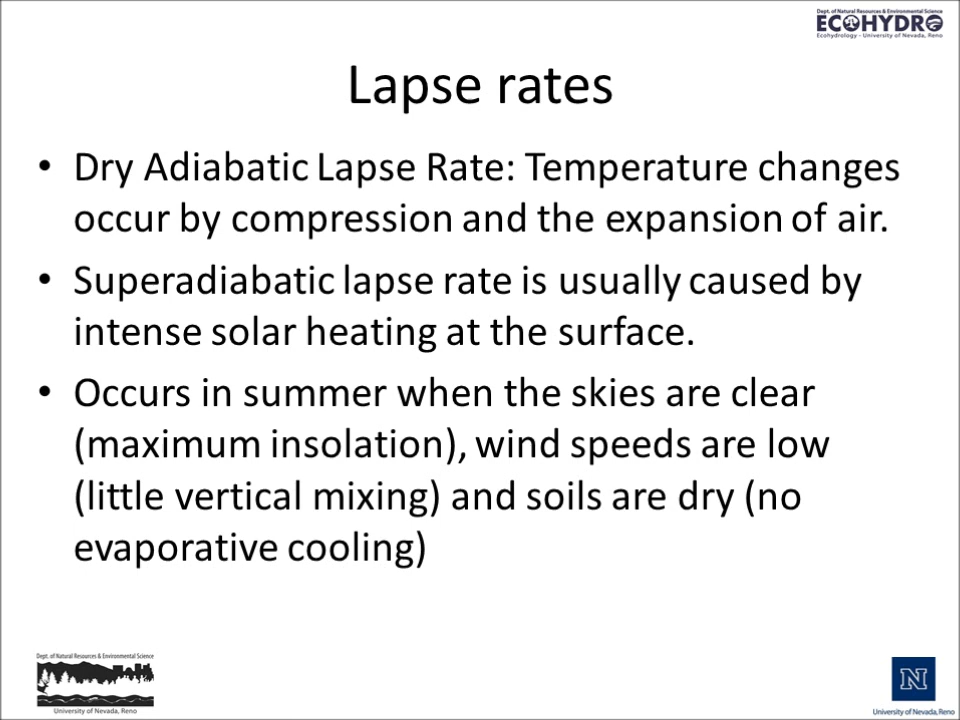 Dept. of Natural Resources & Environmental Science
ECOHYDRO
Ecohydrology - University of Nevada, Reno
Lapse rates
• Dry Adiabatic Lapse Rate: Temperature changes
occur by compression and the expansion of air.
• Superadiabatic lapse rate is usually caused by
intense solar heating at the surface.
• Occurs in summer when the skies are clear
(maximum insolation), wind speeds are low
(little vertical mixing) and soils are dry (no
evaporative cooling)
Dept. of Natural Resources & Environmental Science
University of Nevada, Reno
N
University of Nevada, Reno